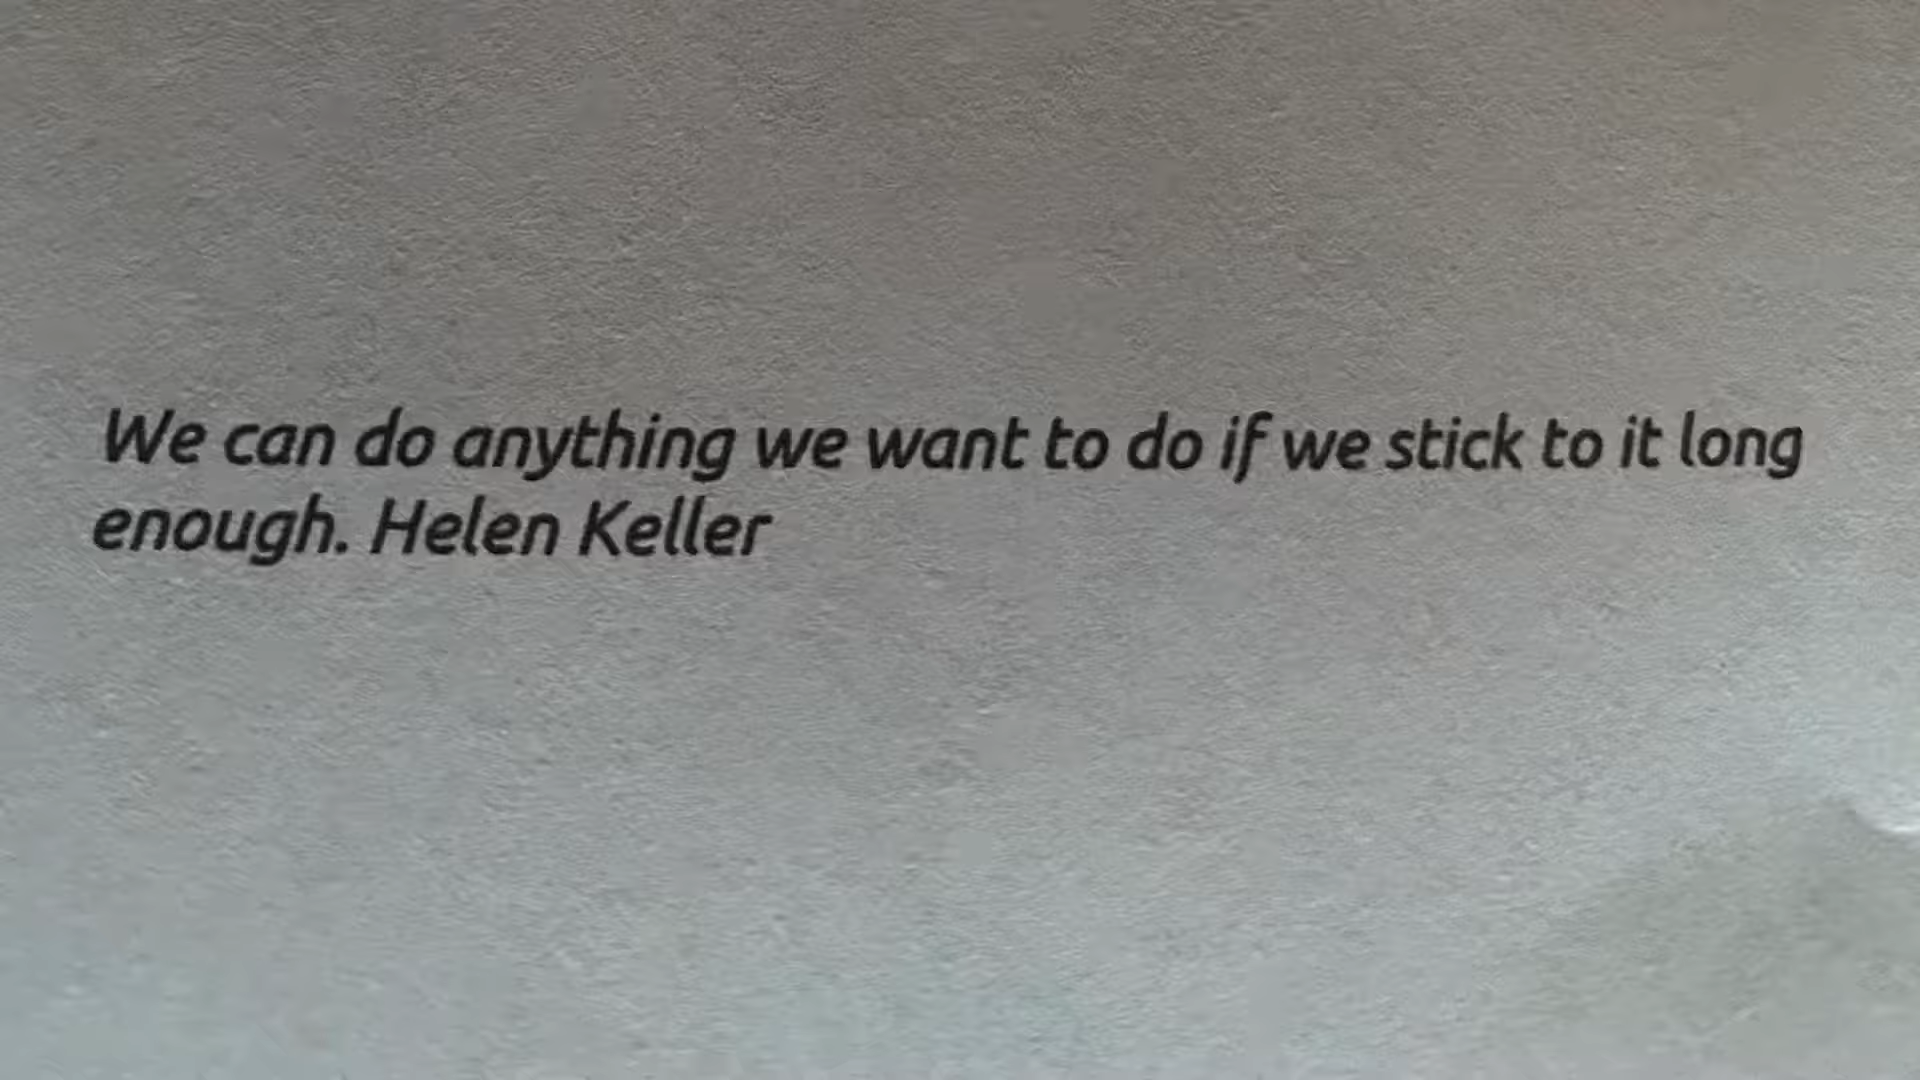 We can do anything we want to do if we stick to it long
enough. Helen Keller